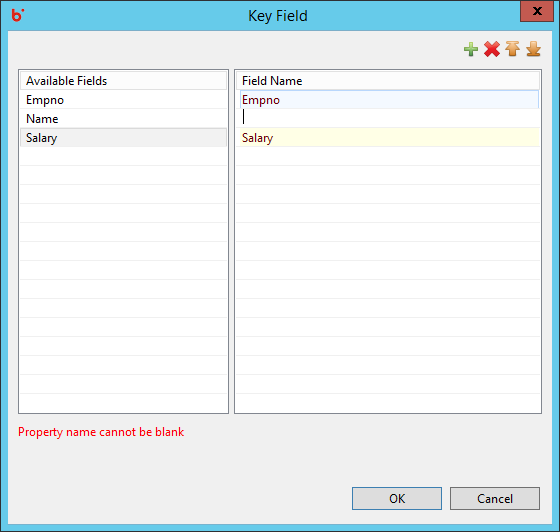 Key Field
Available Fields
Empno
Name
Salary
Field Name
Empno
Salary
Property name cannot be blank
OK
Cancel